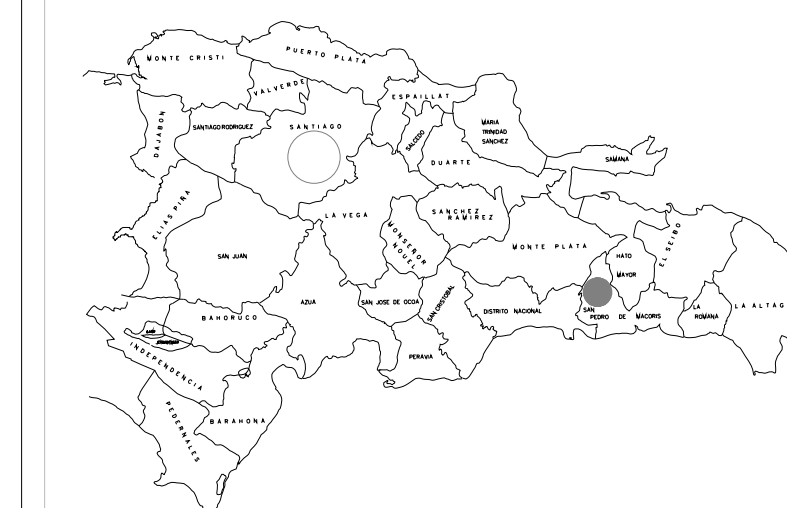 MONTE CRISTI
PUERTO PLATA
VALVERDE
ESPAILLAT
DAJABON
SANTIAGO RODRIGUEZ
SANTIAGO
SALCEDO
MARIA
TRINIDAD
SANCHEZ
DUARTE
SAMANA
ELIAS PIÑA
LA VEGA
SANCHEZ
RAMIREZ
MONSEÑOR
NOUEL
SAN JUAN
MONTE PLATA
HATO
MAYOR
EL SEIBO
AZUA
SAN JOSE DE OCOA
SAN CRISTOBAL
DISTRITO NACIONAL
SAN
PEDRO DE MACORIS
LA
ROMANA
LA ALTAG
BAHORUCO
INDEPENDENCIA
PERAVIA
PEDERNALES
BARAHONA